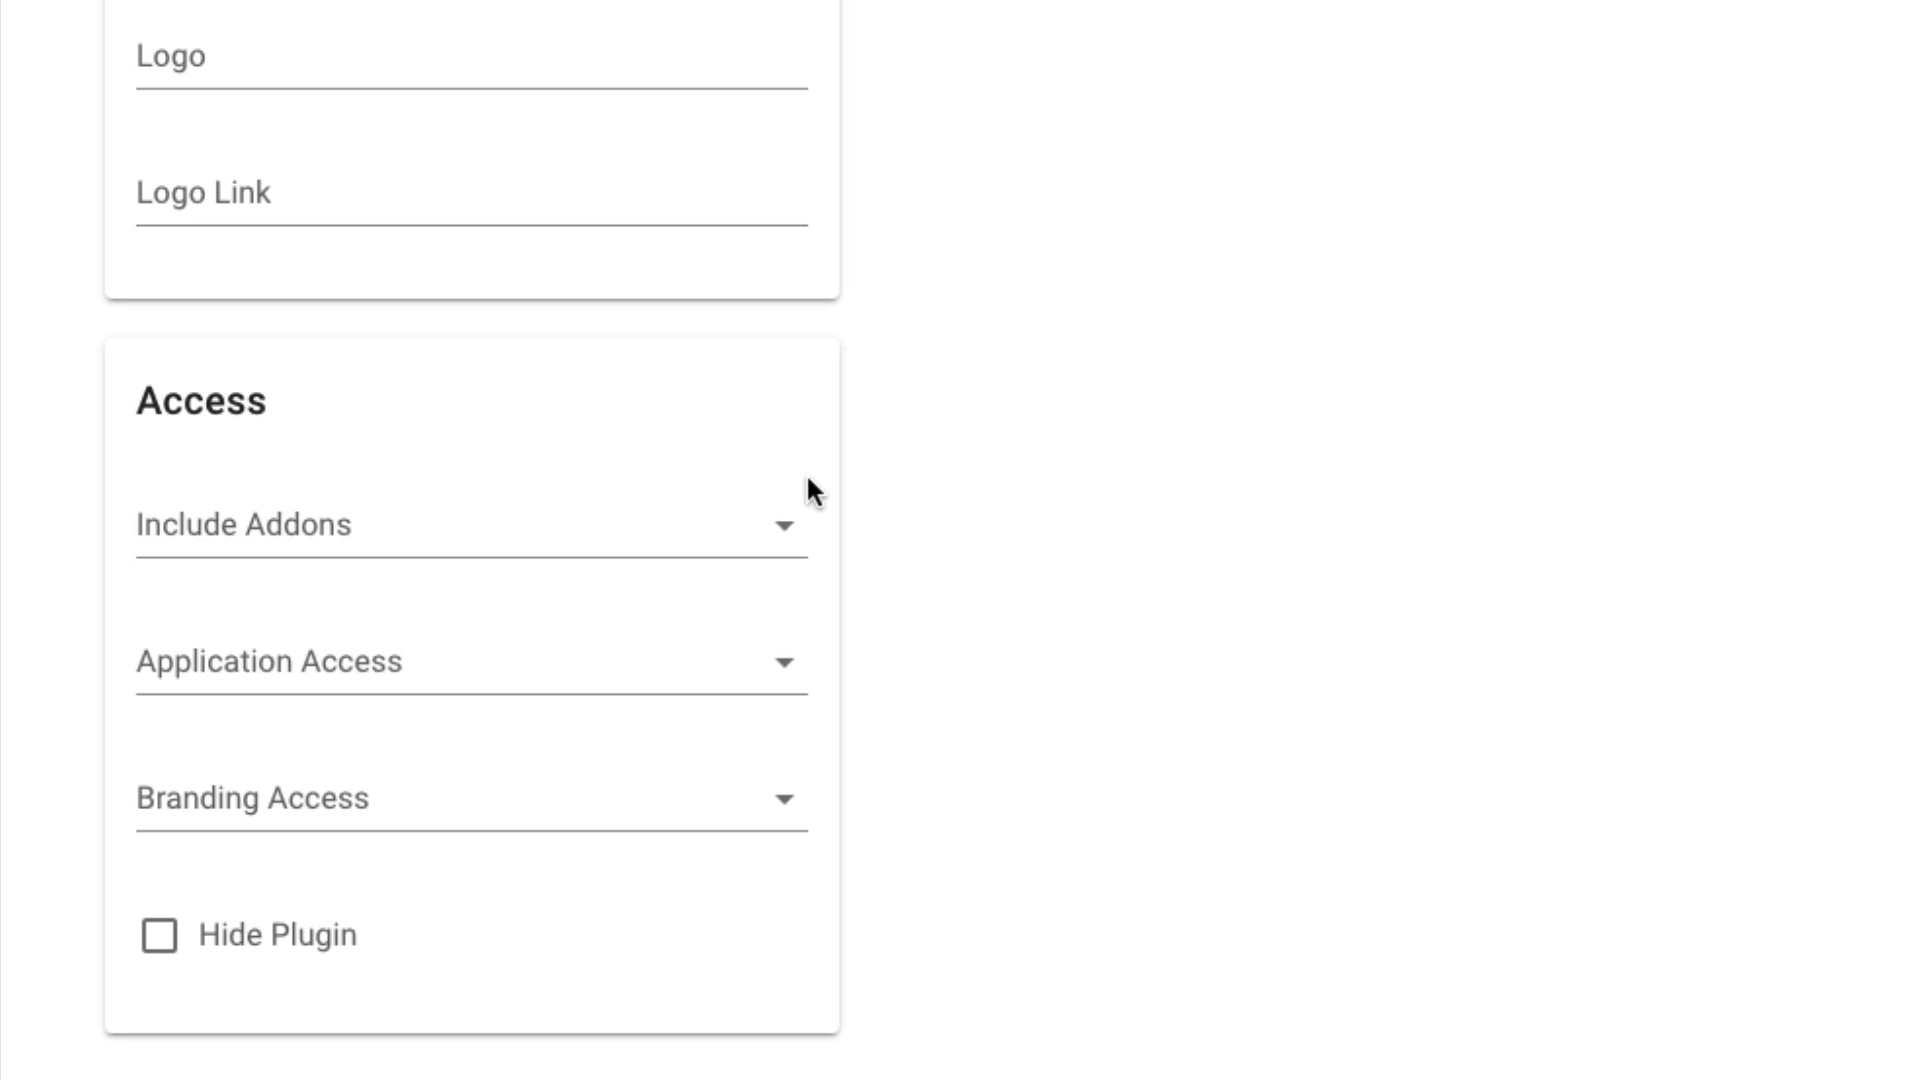 Logo
Logo Link
Access
Include Addons
Application Access
Branding Access
Hide Plugin